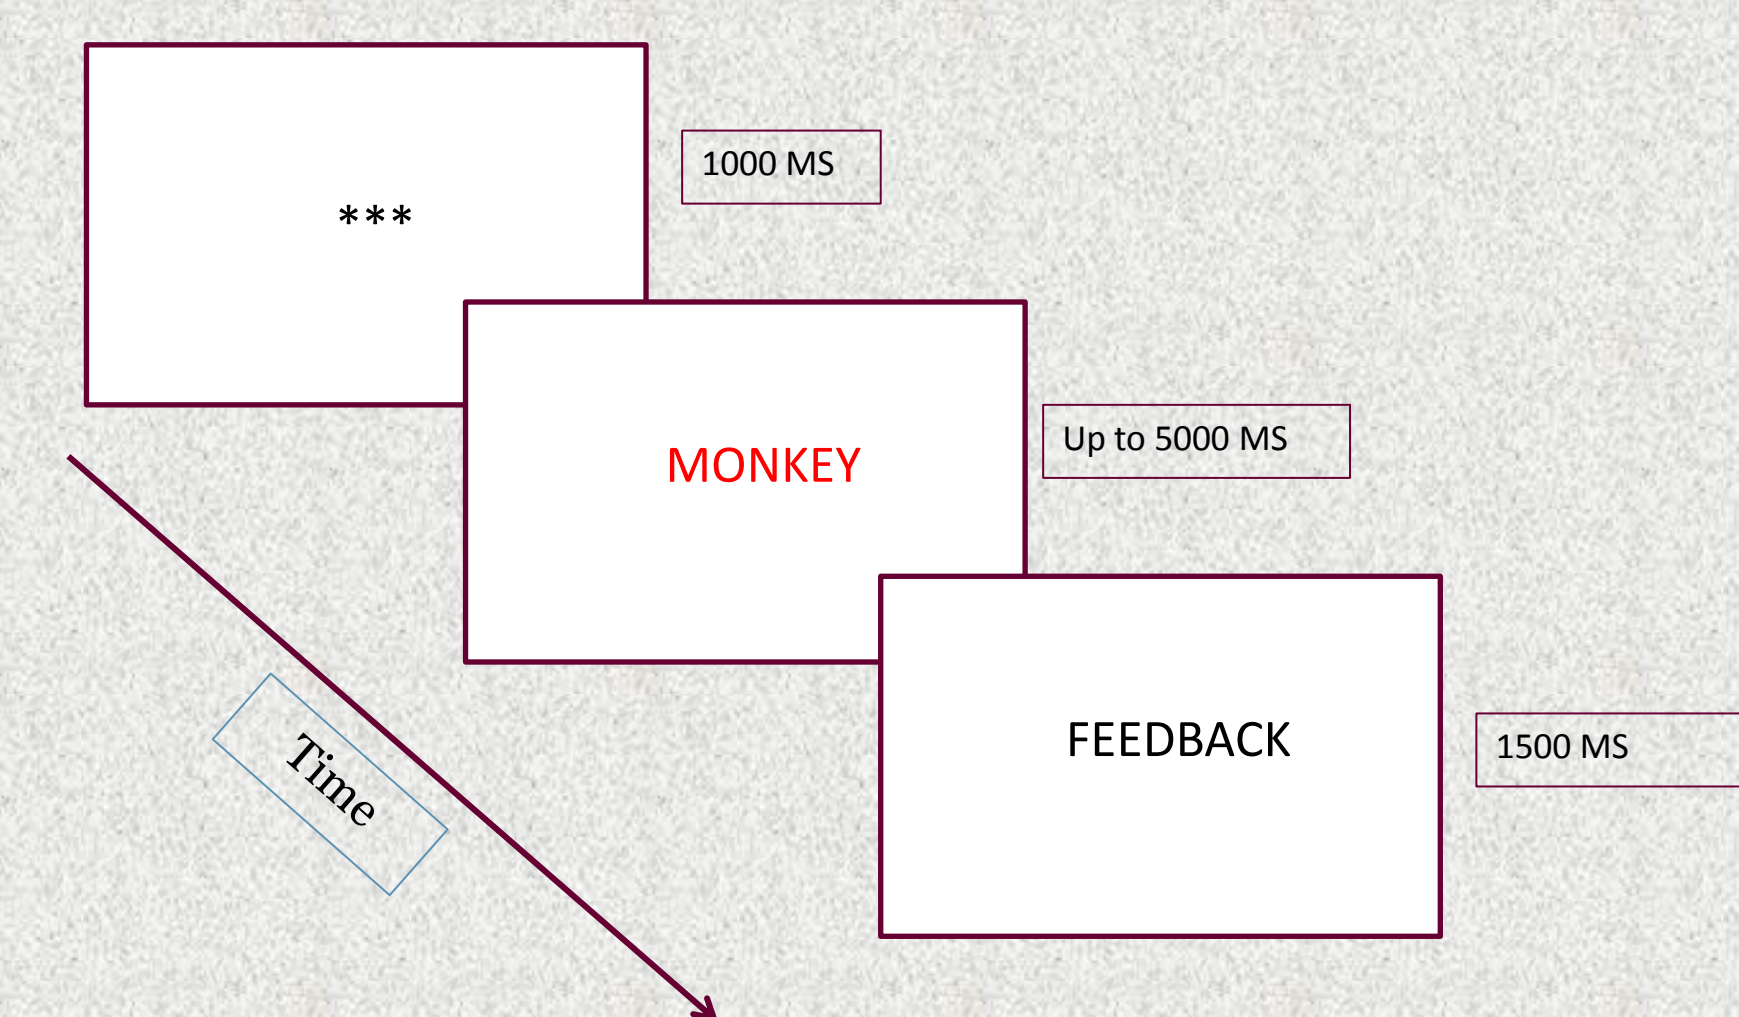 ***
1000 MS
MONKEY
Up to 5000 MS
FEEDBACK
1500 MS
Time